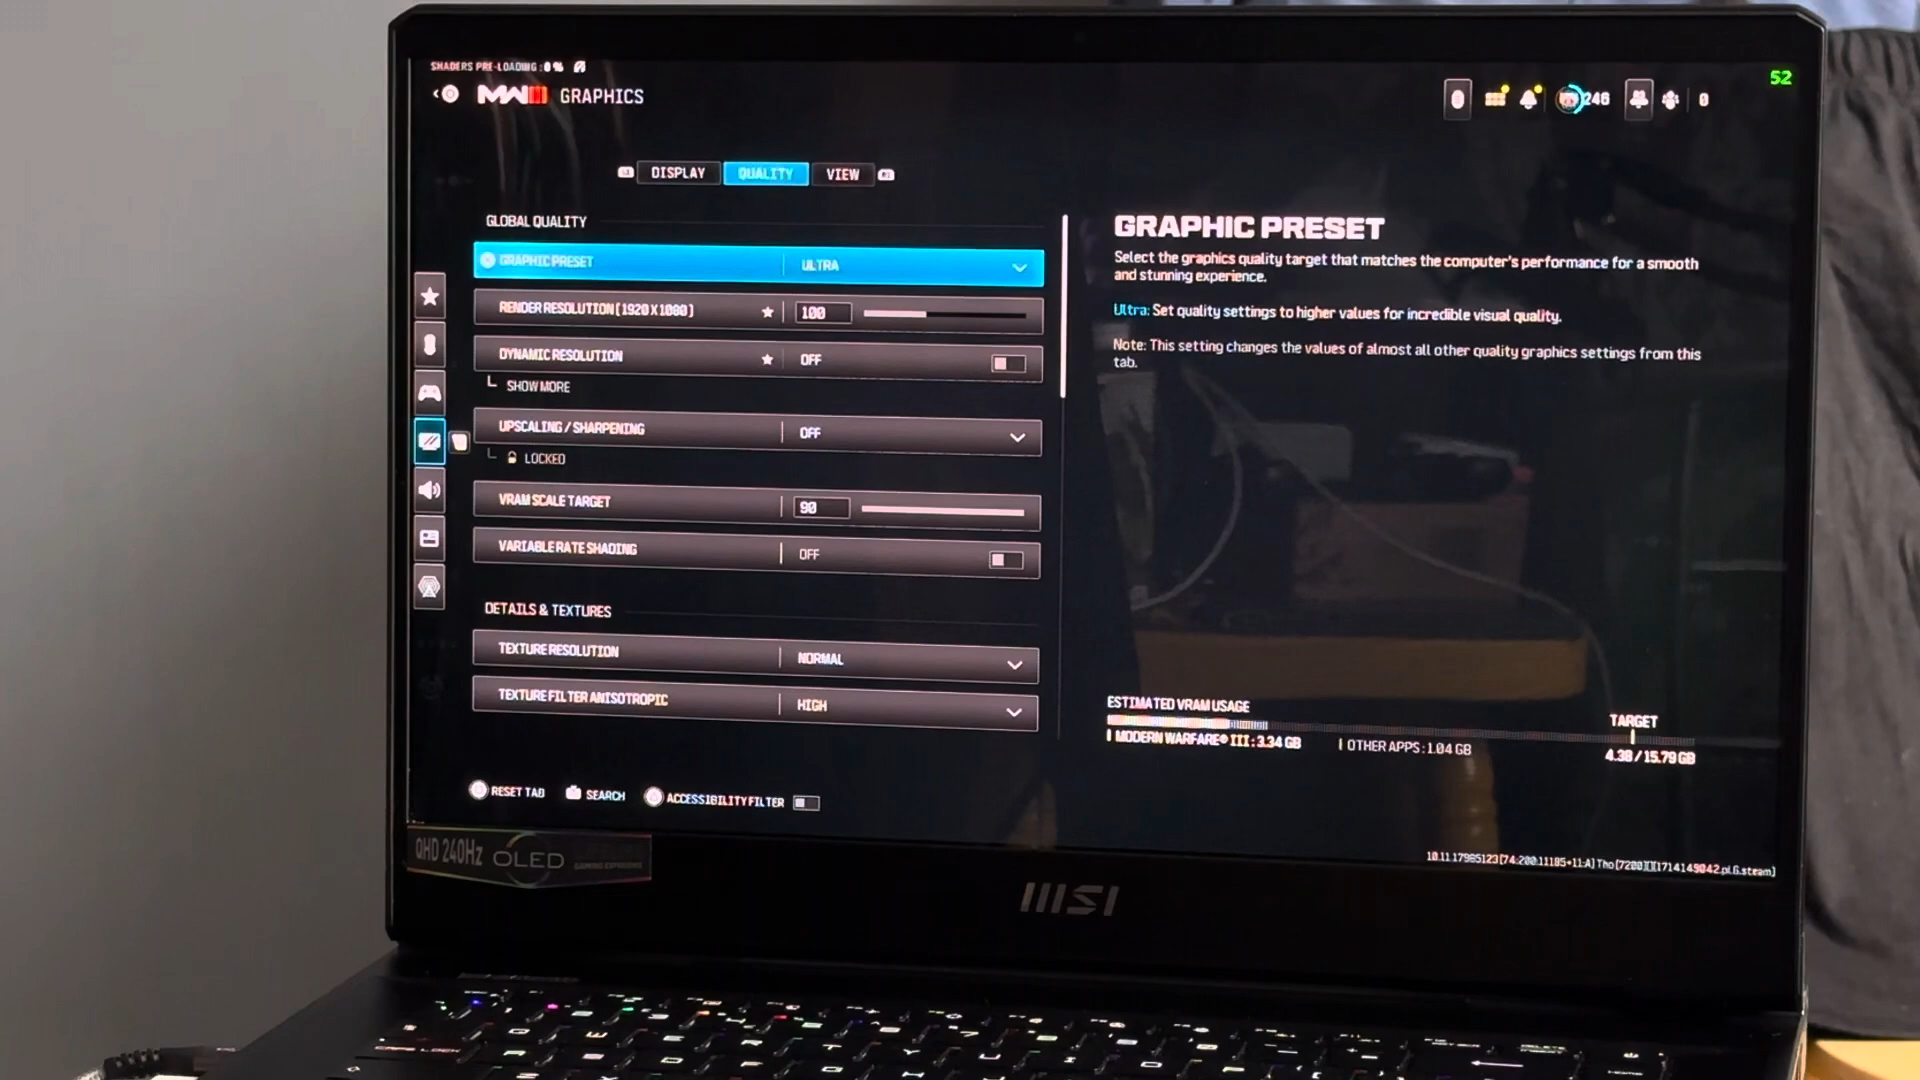 SHADERS PRE-LOADING : 0 %
52
MWIII GRAPHICS
246
0
DISPLAY QUALITY VIEW
GLOBAL QUALITY
GRAPHIC PRESET ULTRA
RENDER RESOLUTION [1920 X 1080] 100
DYNAMIC RESOLUTION OFF
SHOW MORE
UPSCALING / SHARPENING OFF
LOCKED
VRAM SCALE TARGET 90
VARIABLE RATE SHADING OFF
DETAILS & TEXTURES
TEXTURE RESOLUTION NORMAL
TEXTURE FILTER ANISOTROPIC HIGH
RESET TAB SEARCH ACCESSIBILITY FILTER
GRAPHIC PRESET
Select the graphics quality target that matches the computer's performance for a smooth
and stunning experience.
Ultra: Set quality settings to higher values for incredible visual quality.
Note: This setting changes the values of almost all other quality graphics settings from this
tab.
ESTIMATED VRAM USAGE
TARGET
MODERN WARFARE® III : 3.34 GB OTHER APPS : 1.04 GB
4.38 / 15.79 GB
QHD 240Hz OLED
msi